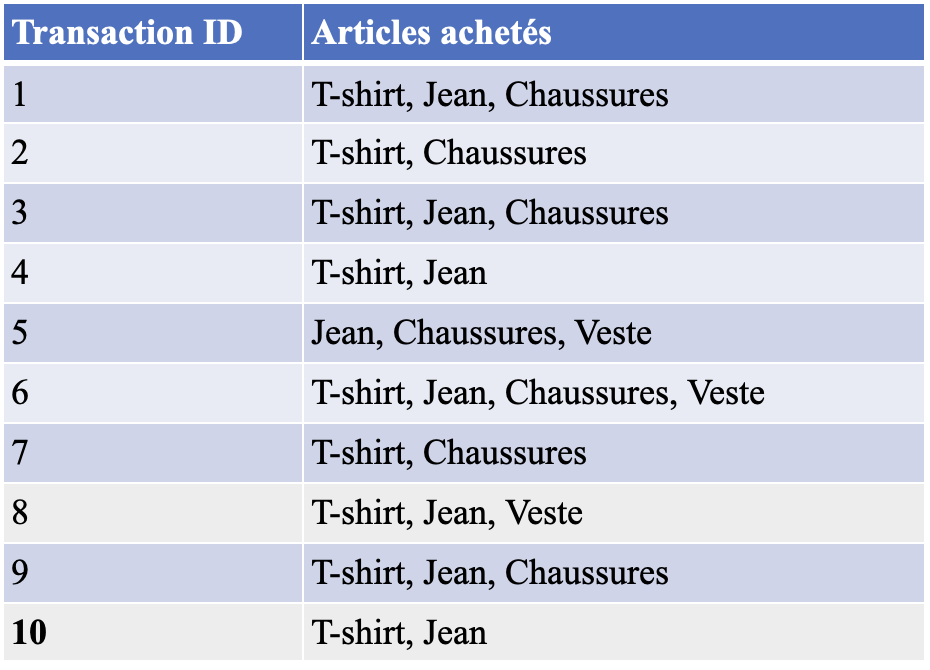 Transaction ID Articles achetés
1 T-shirt, Jean, Chaussures
2 T-shirt, Chaussures
3 T-shirt, Jean, Chaussures
4 T-shirt, Jean
5 Jean, Chaussures, Veste
6 T-shirt, Jean, Chaussures, Veste
7 T-shirt, Chaussures
8 T-shirt, Jean, Veste
9 T-shirt, Jean, Chaussures
10 T-shirt, Jean